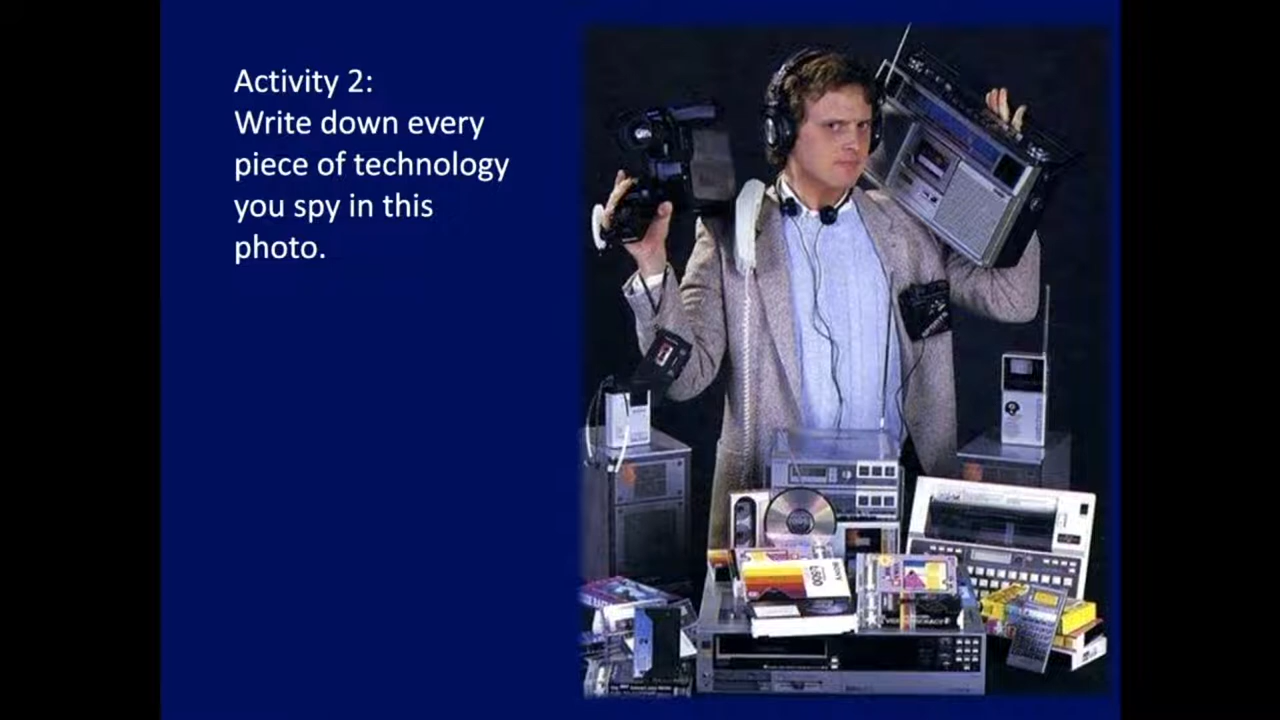 Activity 2:
Write down every
piece of technology
you spy in this
photo.